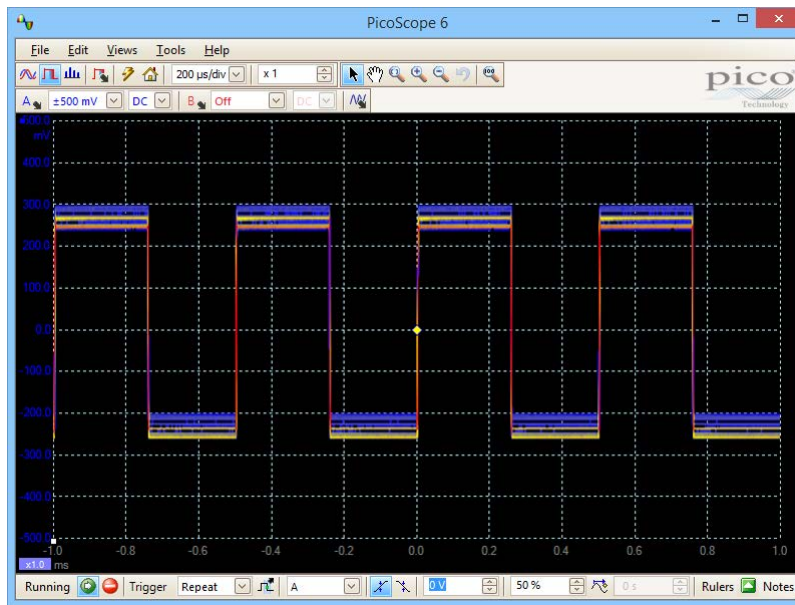 PicoScope 6
File Edit Views Tools Help
200 µs/div x 1
pico
Technology
A ±500 mV DC B Off DC
mV
400.0
300.0
200.0
100.0
0.0
-100.0
-200.0
-300.0
-400.0
-500.0
-1.0 -0.8 -0.6 -0.4 -0.2 0.0 0.2 0.4 0.6 0.8 1.0
x1.0 ms
Running Trigger Repeat A 0 V 50 % 0 s Rulers Notes